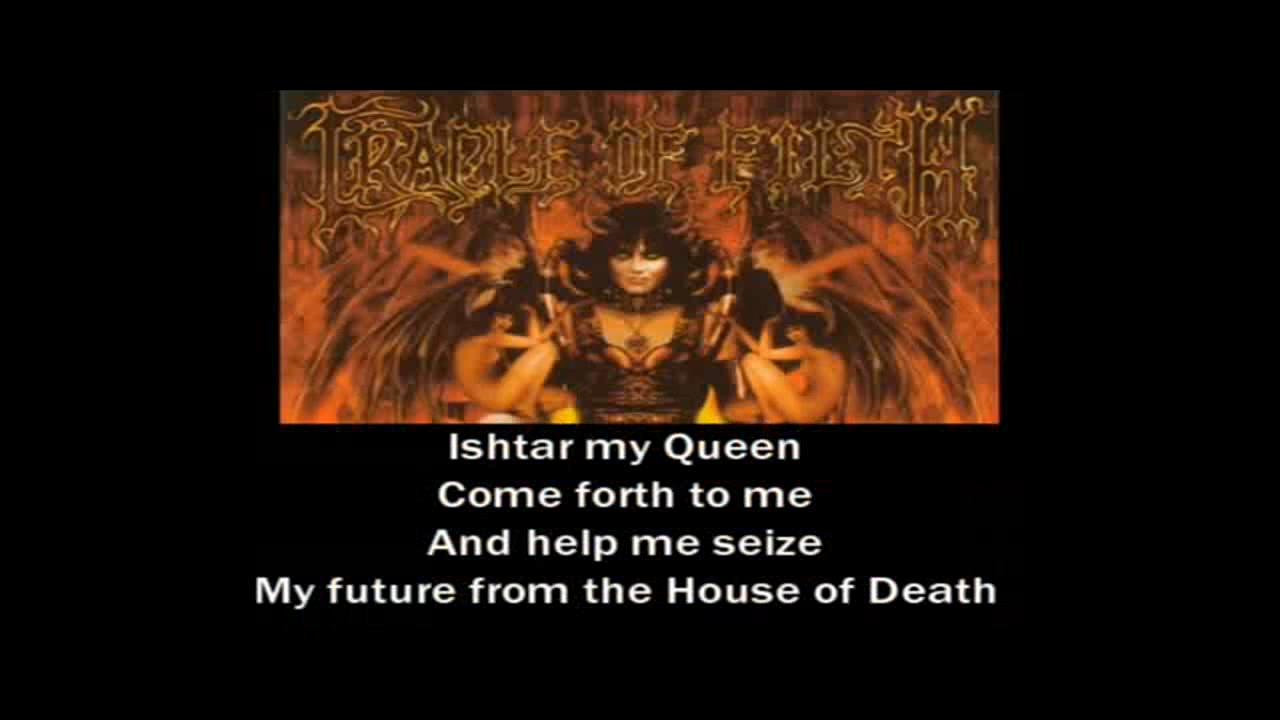 CRADLE OF FILTH
Ishtar my Queen
Come forth to me
And help me seize
My future from the House of Death